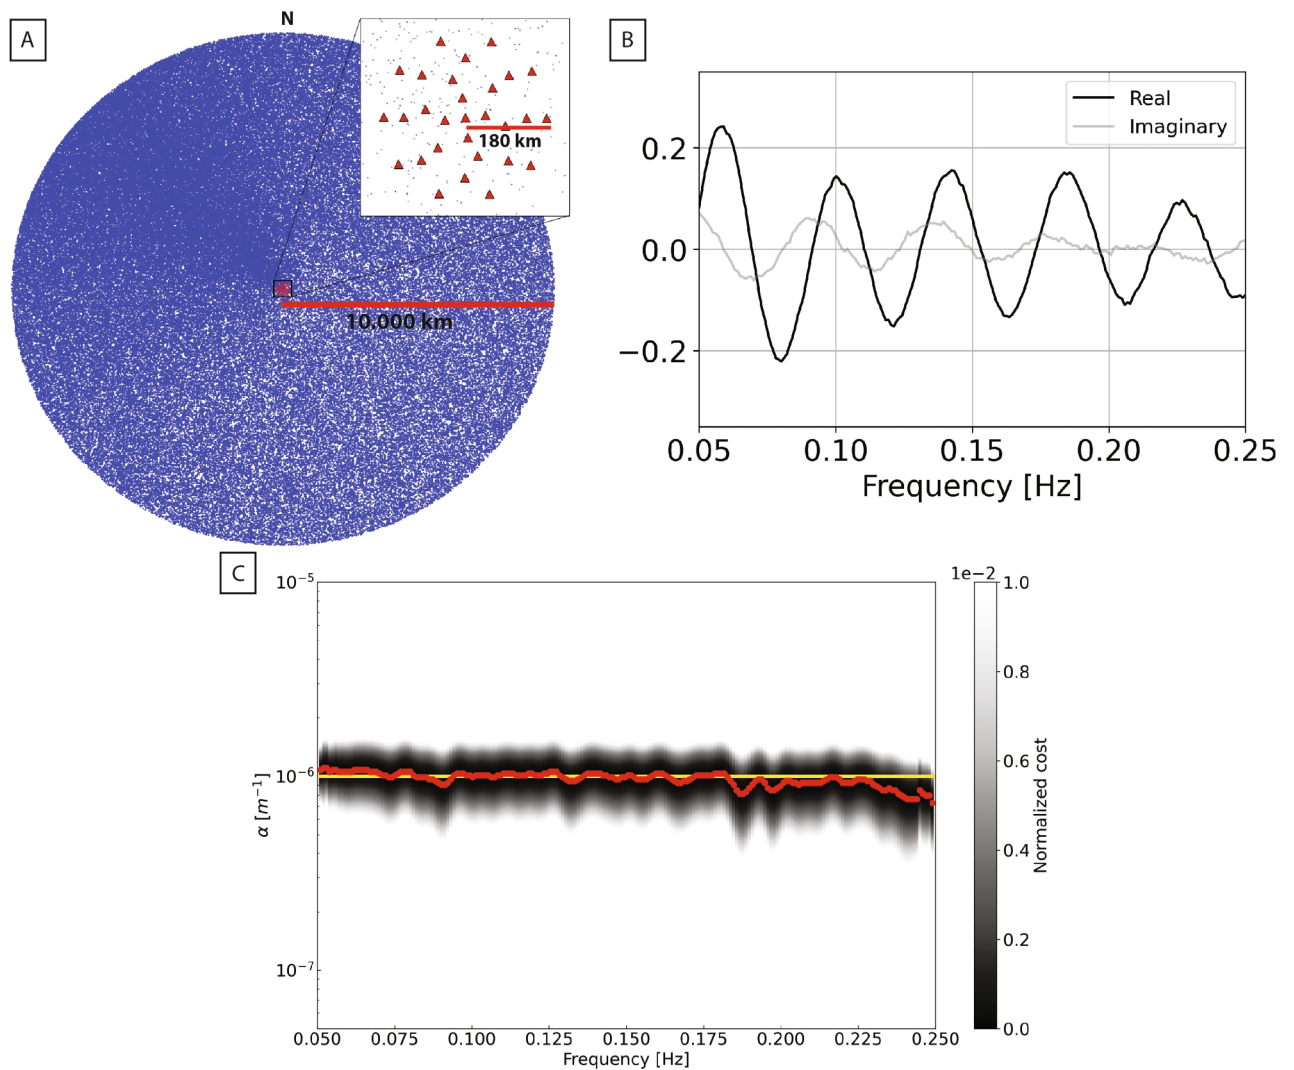 A
N
180 km
10.000 km
B
Real
Imaginary
0.2
0.0
−0.2
0.05 0.10 0.15 0.20 0.25
Frequency [Hz]
C
10⁻⁵
10⁻⁶
10⁻⁷
α [m⁻¹]
0.050 0.075 0.100 0.125 0.150 0.175 0.200 0.225 0.250
Frequency [Hz]
1e−2
1.0
0.8
0.6
0.4
0.2
0.0
Normalized cost